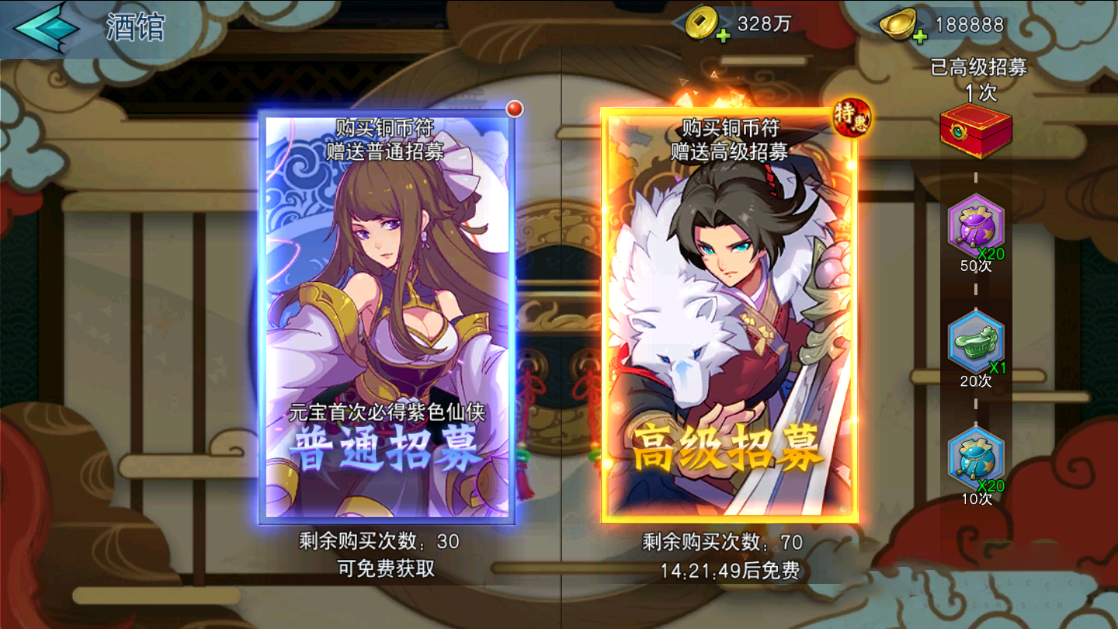 酒馆
328万
188888
已高级招募
1次
购买铜币符
赠送普通招募
元宝首次必得紫色仙侠
普通招募
剩余购买次数：30
可免费获取
特惠
购买铜币符
赠送高级招募
高级招募
剩余购买次数：70
14:21:49后免费
X20
50次
X1
20次
X20
10次